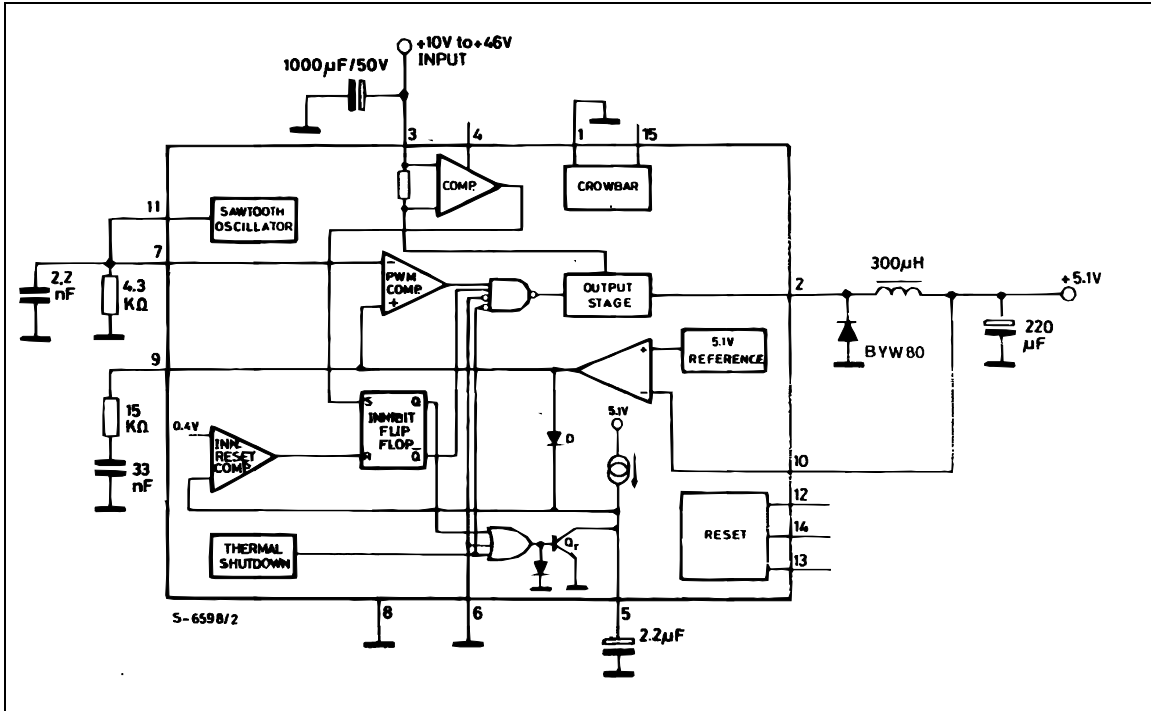 +10V to +46V
INPUT
1000µF/50V
3
4
1
15
COMP.
CROWBAR
11
SAWTOOTH
OSCILLATOR
7
2.2
nF
4.3
KΩ
-
PWM
COMP.
+
OUTPUT
STAGE
2
300µH
+5.1V
220
µF
BYW80
5.1V
REFERENCE
+
-
9
15
KΩ
33
nF
0.4V
INH.
RESET
COMP.
S
Q
INHIBIT
FLIP
FLOP
R
Q
D
5.1V
10
12
14
13
RESET
THERMAL
SHUTDOWN
Qr
S-6598/2
8
6
5
2.2µF